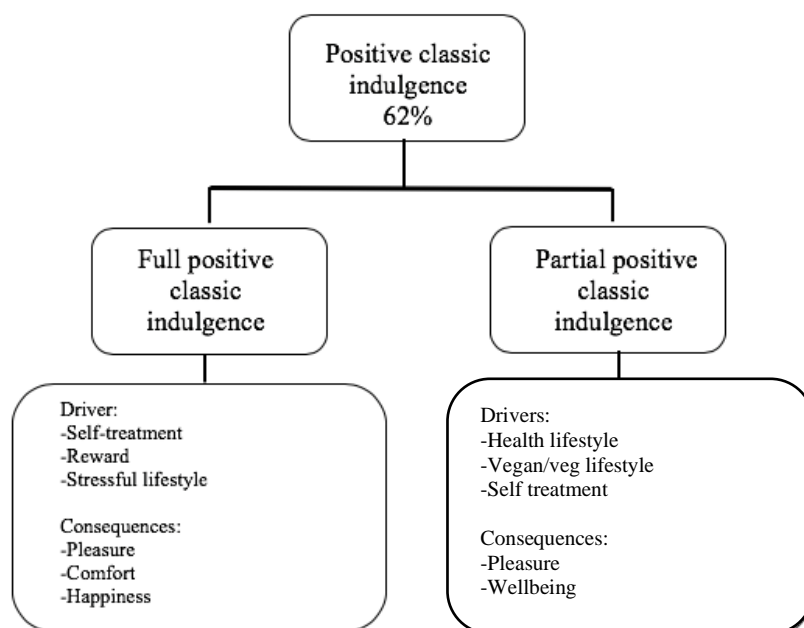 Positive classic
indulgence
62%
Full positive
classic
indulgence
Partial positive
classic
indulgence
Driver:
-Self-treatment
-Reward
-Stressful lifestyle
Consequences:
-Pleasure
-Comfort
-Happiness
Drivers:
-Health lifestyle
-Vegan/veg lifestyle
-Self treatment
Consequences:
-Pleasure
-Wellbeing